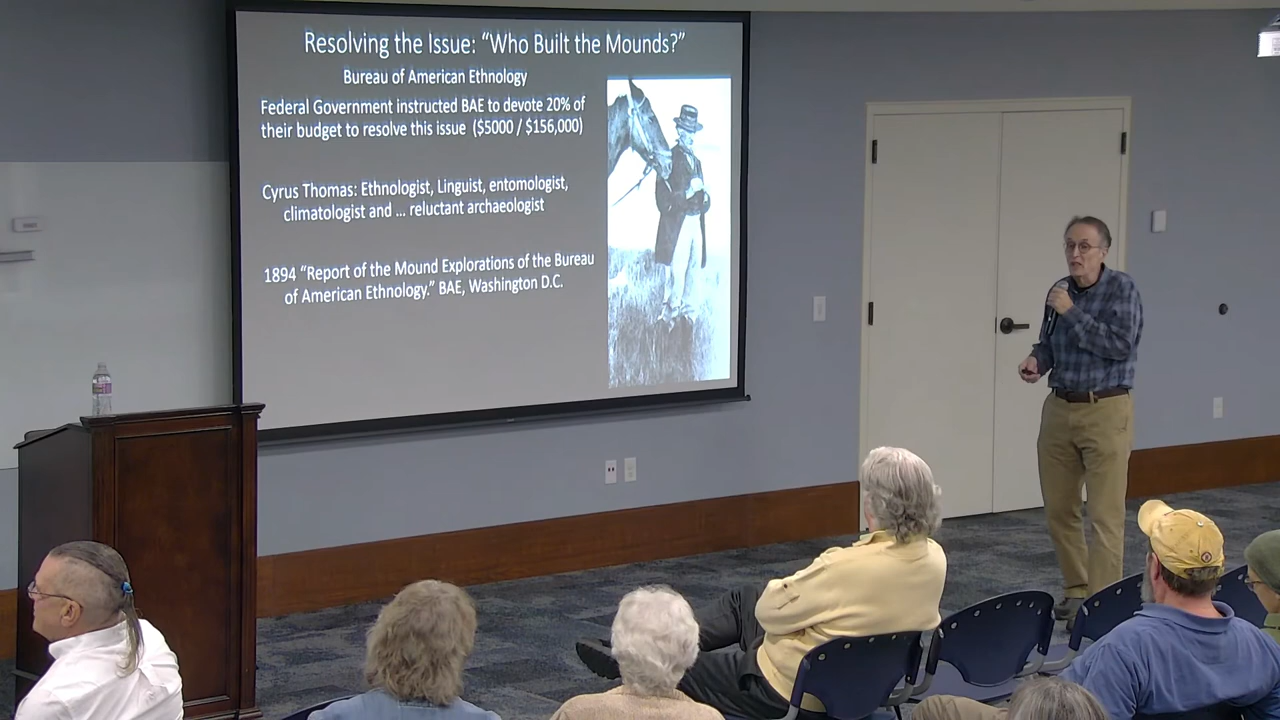 Resolving the Issue: “Who Built the Mounds?”
Bureau of American Ethnology
Federal Government instructed BAE to devote 20% of
their budget to resolve this issue ($5000 / $156,000)
Cyrus Thomas: Ethnologist, Linguist, entomologist,
climatologist and ... reluctant archaeologist
1894 “Report of the Mound Explorations of the Bureau
of American Ethnology.” BAE, Washington D.C.